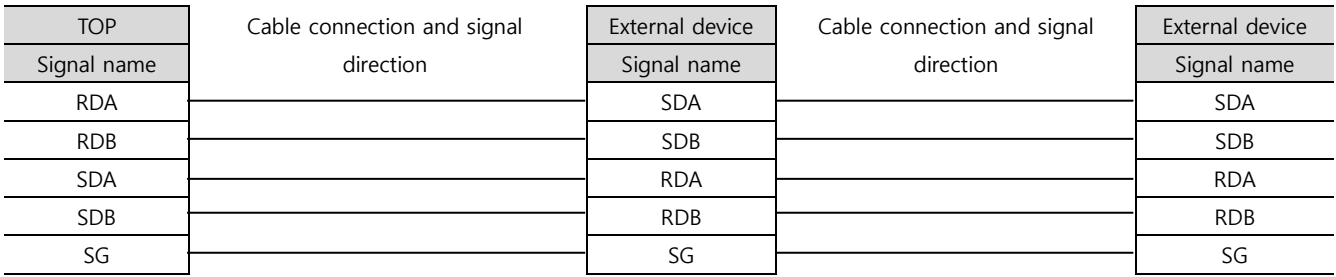 TOP Cable connection and signal External device Cable connection and signal External device
Signal name direction Signal name direction Signal name
RDA SDA SDA
RDB SDB SDB
SDA RDA RDA
SDB RDB RDB
SG SG SG